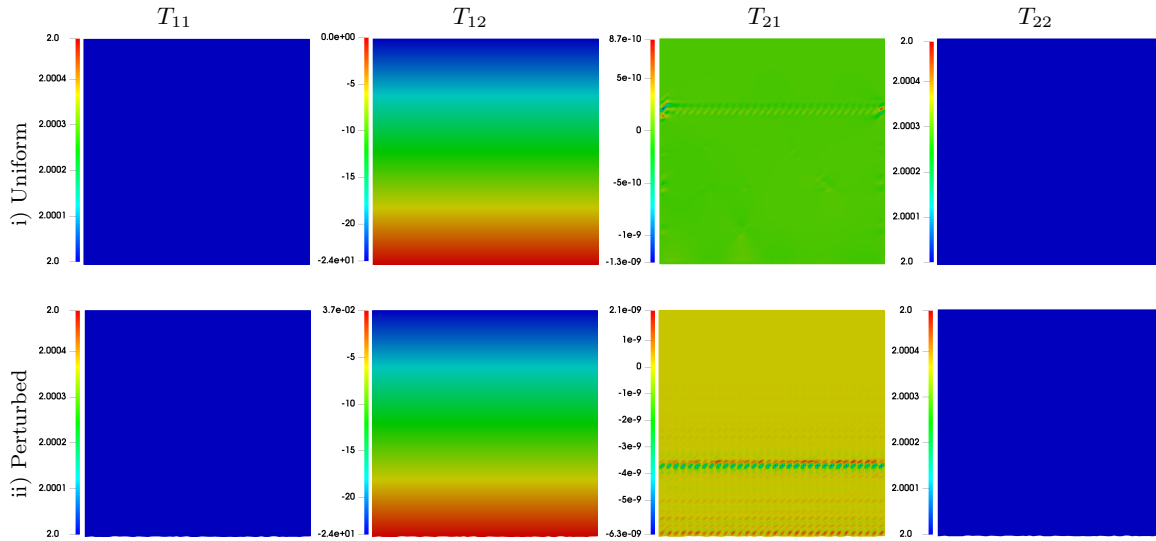 T11 T12 T21 T22
i) Uniform
2.0
2.0004
2.0003
2.0002
2.0001
2.0
0.0e+00
-5
-10
-15
-20
-2.4e+01
8.7e-10
5e-10
0
-5e-10
-1e-9
-1.3e-09
2.0
2.0004
2.0003
2.0002
2.0001
2.0
ii) Perturbed
2.0
2.0004
2.0003
2.0002
2.0001
2.0
3.7e-02
-5
-10
-15
-20
-2.4e+01
2.1e-09
1e-9
0
-1e-9
-2e-9
-3e-9
-4e-9
-5e-9
-6.3e-09
2.0
2.0004
2.0003
2.0002
2.0001
2.0